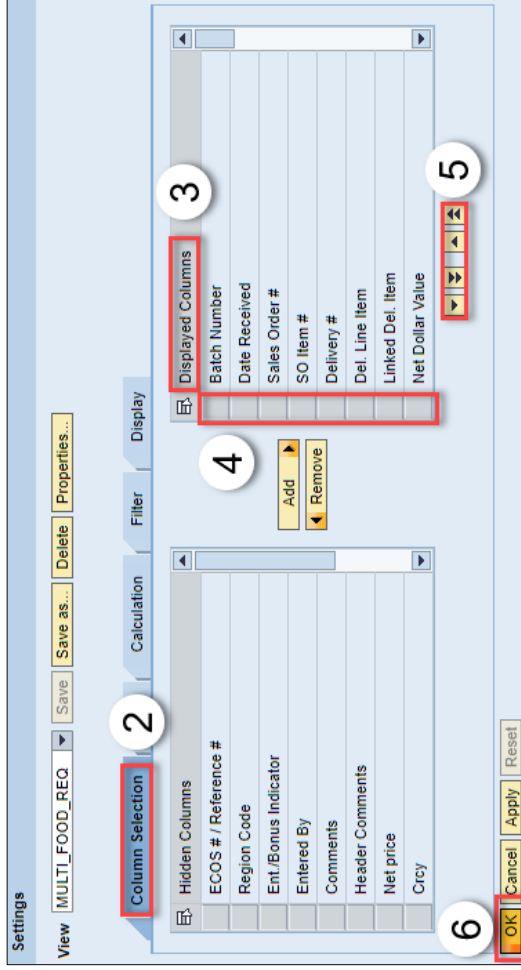 Settings
View MULTI_FOOD_REQ Save Save as... Delete Properties...
2
Column Selection Calculation Filter Display
Hidden Columns
ECOS # / Reference #
Region Code
Ent./Bonus Indicator
Entered By
Comments
Header Comments
Net price
Crcy
4
Add
Remove
3
Displayed Columns
Batch Number
Date Received
Sales Order #
SO Item #
Delivery #
Del. Line Item
Linked Del. Item
Net Dollar Value
5
6
OK Cancel Apply Reset